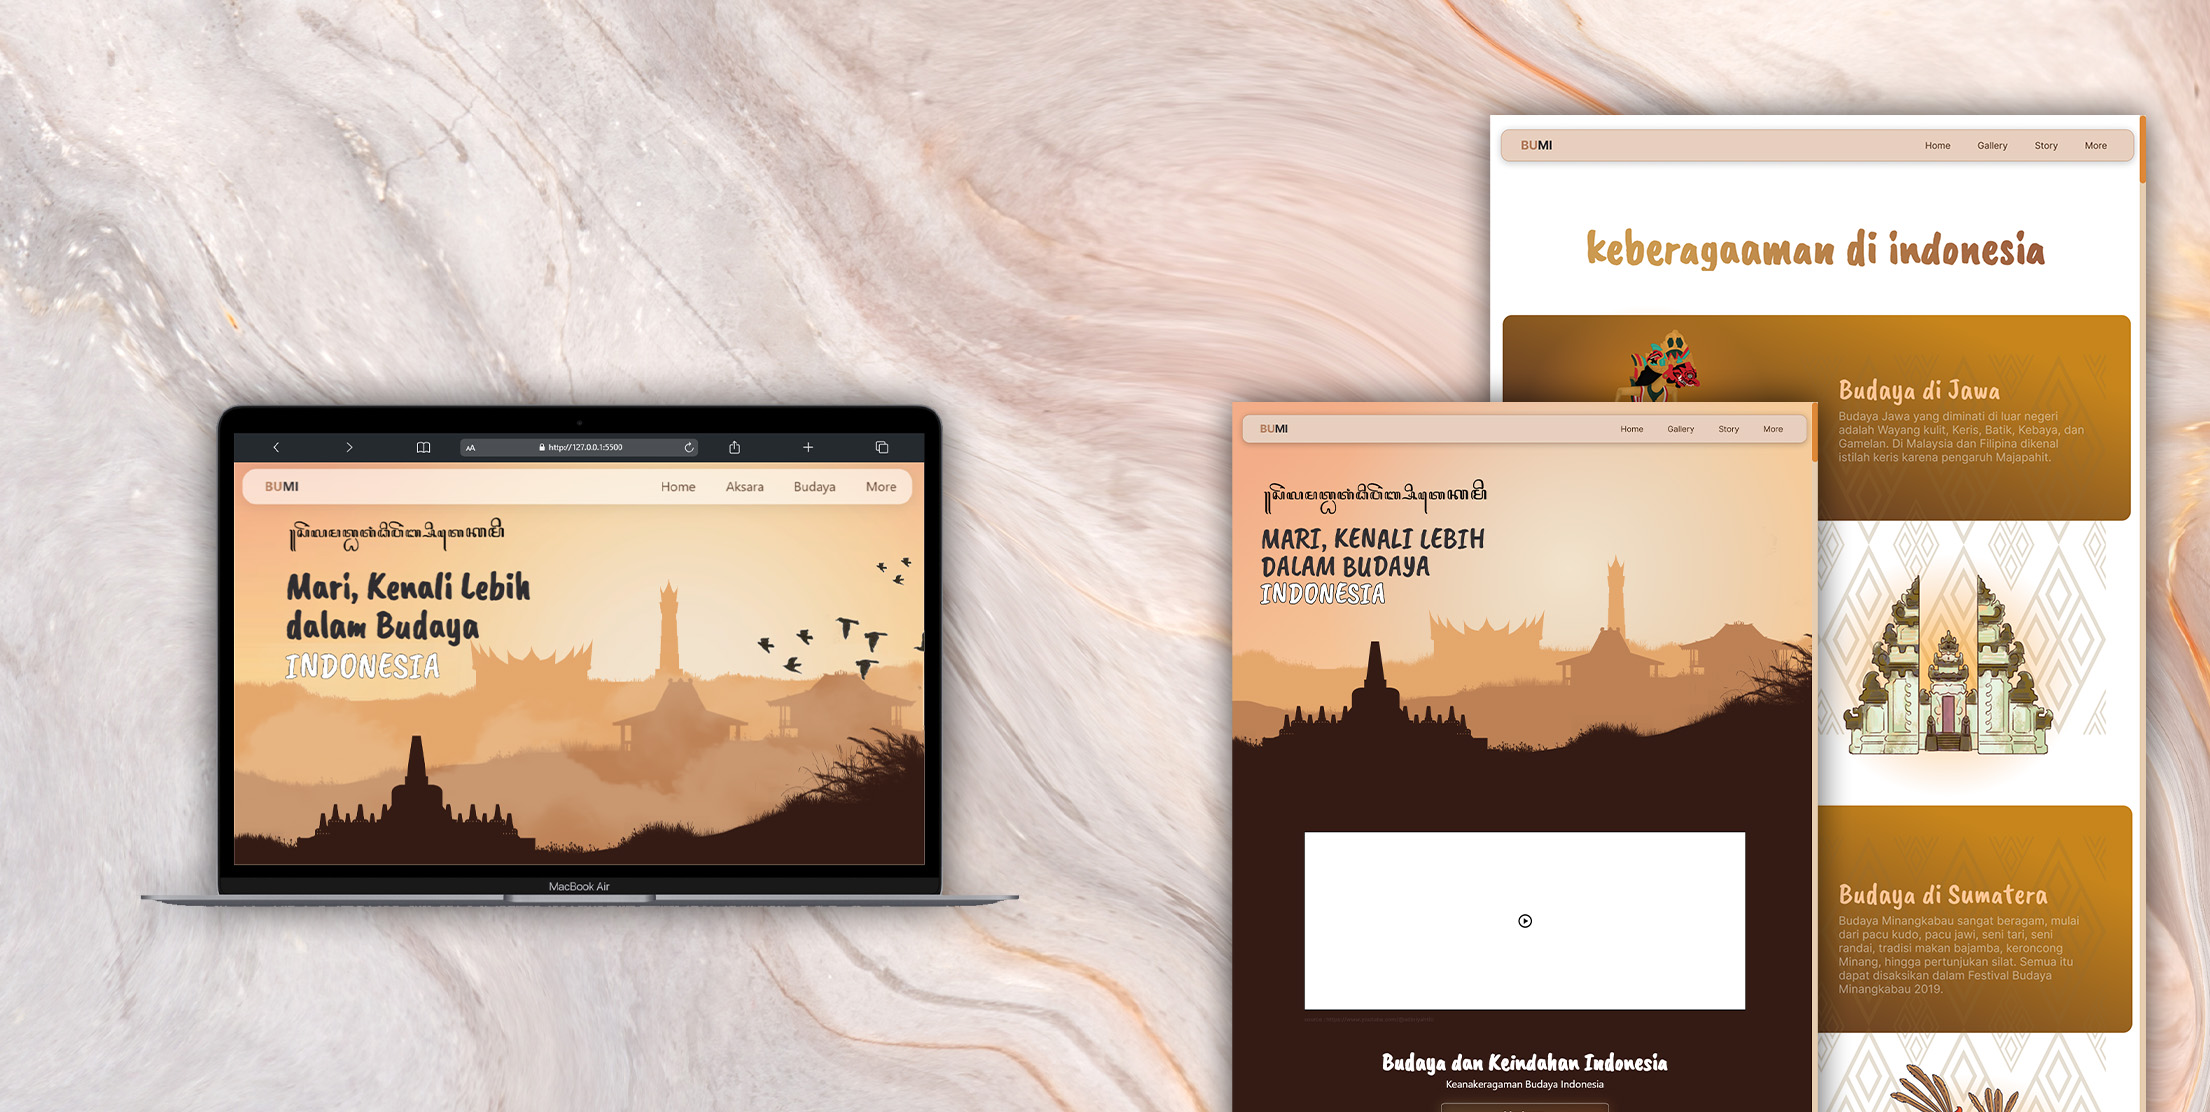 http://127.0.0.1:5500
BUMI
Home Aksara Budaya More
Mari, Kenali Lebih
dalam Budaya
INDONESIA
MacBook Air
BUMI
Home Gallery Story More
MARI, KENALI LEBIH
DALAM BUDAYA
INDONESIA
Budaya dan Keindahan Indonesia
Keanakeragaman Budaya Indonesia
BUMI
Home Gallery Story More
keberagaaman di indonesia
Budaya di Jawa
Budaya Jawa yang diminati di luar negeri
adalah Wayang kulit, Keris, Batik, Kebaya, dan
Gamelan. Di Malaysia dan Filipina dikenal
istilah keris karena pengaruh Majapahit.
Budaya di Sumatera
Budaya Minangkabau sangat beragam, mulai
dari pacu kudo, pacu jawi, seni tari, seni
randai, tradisi makan bajamba, keroncong
Minang, hingga pertunjukan silat. Semua itu
dapat disaksikan dalam Festival Budaya
Minangkabau 2019.